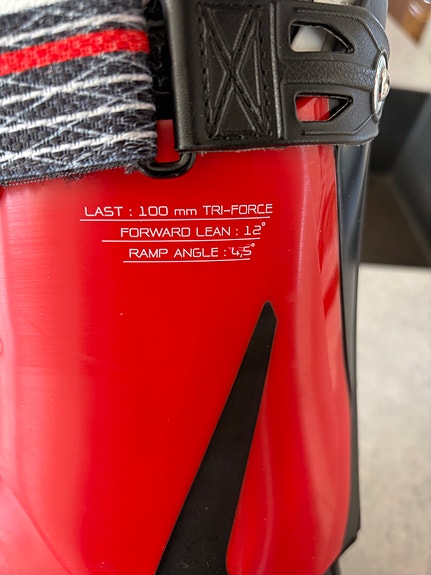 LAST : 100 mm TRI-FORCE
FORWARD LEAN : 12°
RAMP ANGLE : 4,5°